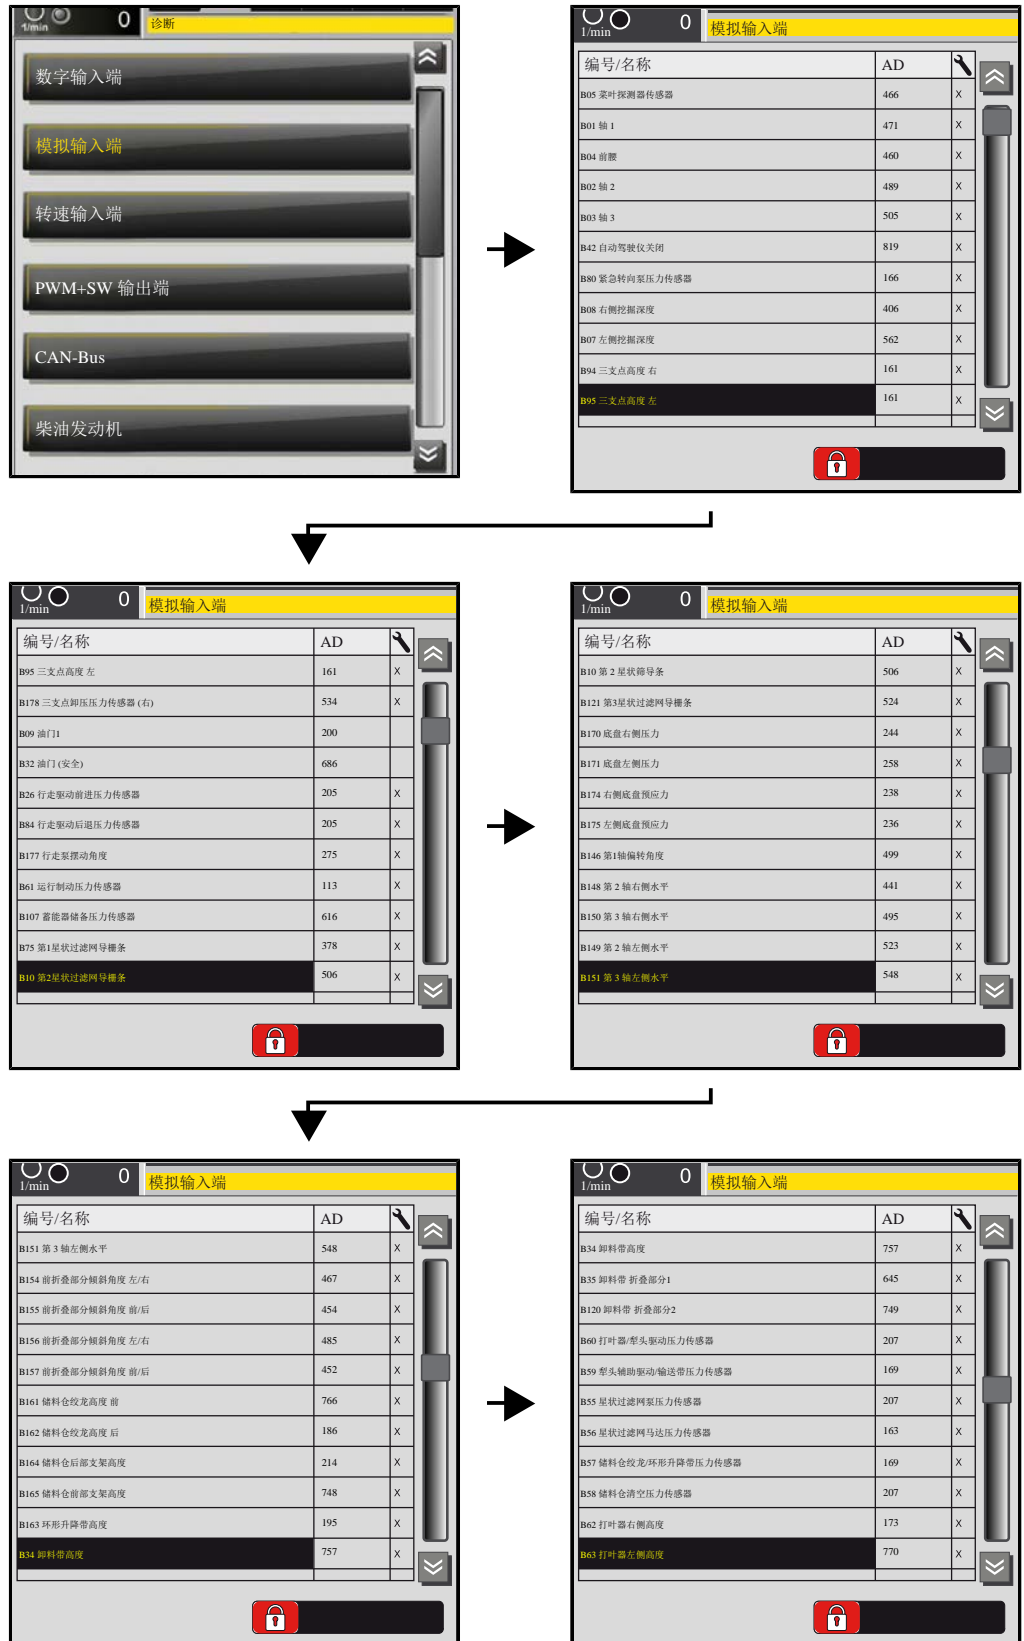 1/min 0 诊断
数字输入端
模拟输入端
转速输入端
PWM+SW 输出端
CAN-Bus
柴油发动机
1/min 0 模拟输入端
编号/名称 AD
B05 菜叶探测器传感器 466 X
B01 轴 1 471 X
B04 前腰 460 X
B02 轴 2 489 X
B03 轴 3 505 X
B42 自动驾驶仪关闭 819 X
B80 紧急转向泵压力传感器 166 X
B08 右侧挖掘深度 406 X
B07 左侧挖掘深度 562 X
B94 三支点高度 右 161 X
B95 三支点高度 左 161 X
1/min 0 模拟输入端
编号/名称 AD
B95 三支点高度 左 161 X
B178 三支点卸压压力传感器 (右) 534 X
B09 油门1 200
B32 油门 (安全) 686
B26 行走驱动前进压力传感器 205 X
B84 行走驱动后退压力传感器 205 X
B177 行走泵摆动角度 275 X
B61 运行制动压力传感器 113 X
B107 蓄能器储备压力传感器 616 X
B75 第1星状过滤网导栅条 378 X
B10 第2星状过滤网导栅条 506 X
1/min 0 模拟输入端
编号/名称 AD
B10 第 2 星状筛导条 506 X
B121 第3星状过滤网导栅条 524 X
B170 底盘右侧压力 244 X
B171 底盘左侧压力 258 X
B174 右侧底盘预应力 238 X
B175 左侧底盘预应力 236 X
B146 第1轴偏转角度 499 X
B148 第 2 轴右侧水平 441 X
B150 第 3 轴右侧水平 495 X
B149 第 2 轴左侧水平 523 X
B151 第 3 轴左侧水平 548 X
1/min 0 模拟输入端
编号/名称 AD
B151 第 3 轴左侧水平 548 X
B154 前折叠部分倾斜角度 左/右 467 X
B155 前折叠部分倾斜角度 前/后 454 X
B156 前折叠部分倾斜角度 左/右 485 X
B157 前折叠部分倾斜角度 前/后 452 X
B161 储料仓绞龙高度 前 766 X
B162 储料仓绞龙高度 后 186 X
B164 储料仓后部支架高度 214 X
B165 储料仓前部支架高度 748 X
B163 环形升降带高度 195 X
B34 卸料带高度 757 X
1/min 0 模拟输入端
编号/名称 AD
B34 卸料带高度 757 X
B35 卸料带 折叠部分1 645 X
B120 卸料带 折叠部分2 749 X
B60 打叶器/犁头驱动压力传感器 207 X
B59 犁头辅助驱动/输送带压力传感器 169 X
B55 星状过滤网泵压力传感器 207 X
B56 星状过滤网马达压力传感器 163 X
B57 储料仓绞龙/环形升降带压力传感器 169 X
B58 储料仓清空压力传感器 207 X
B62 打叶器右侧高度 173 X
B63 打叶器左侧高度 770 X